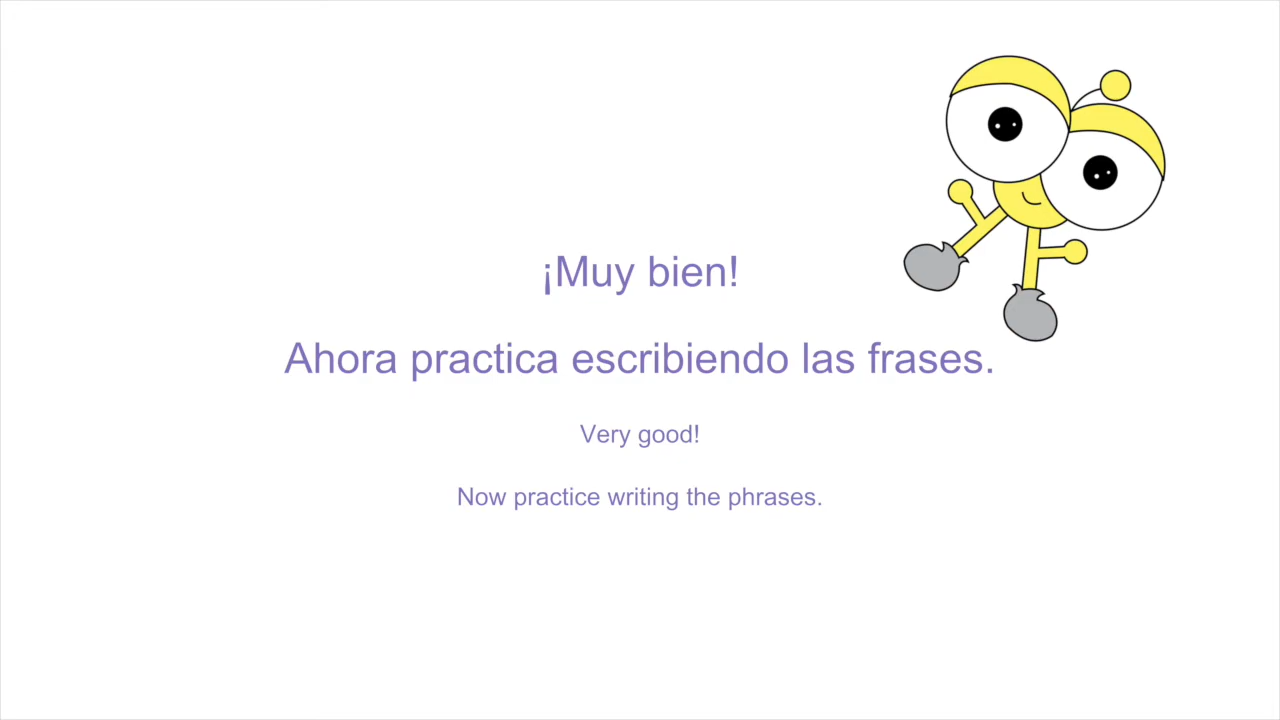 ¡Muy bien!
Ahora practica escribiendo las frases.
Very good!
Now practice writing the phrases.